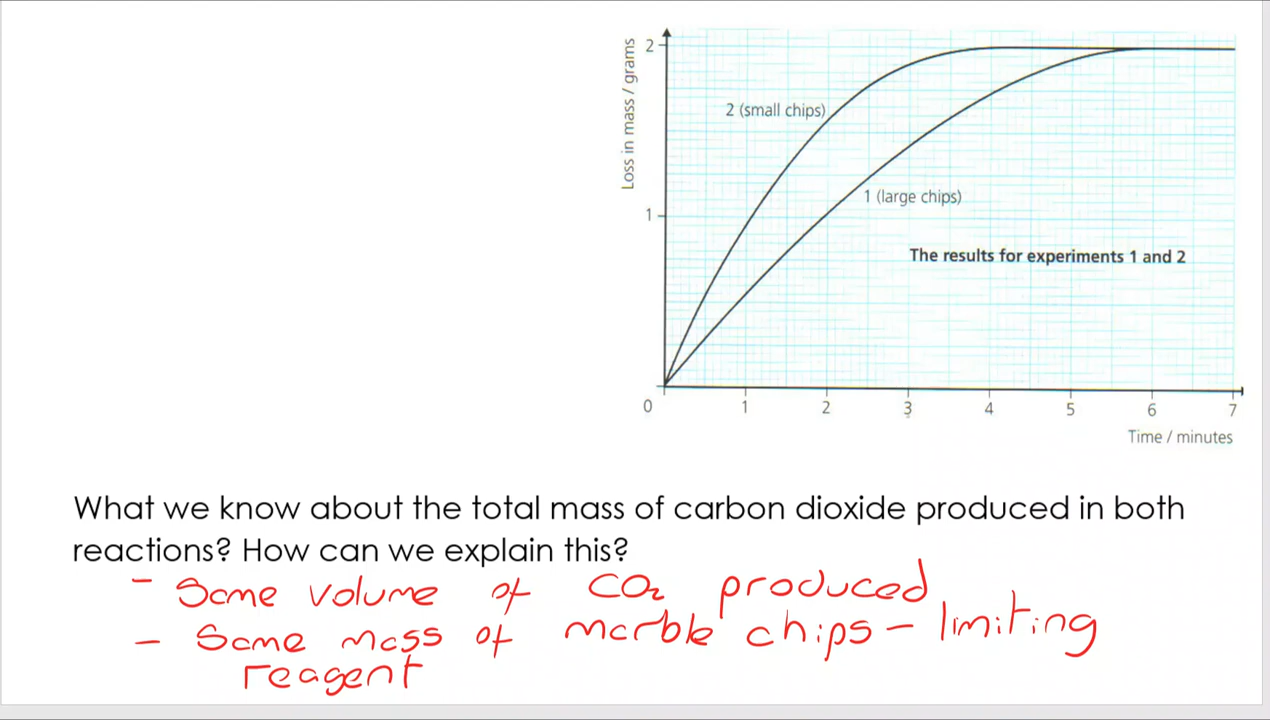 Loss in mass / grams
2
2 (small chips)
1 (large chips)
1
The results for experiments 1 and 2
0 1 2 3 4 5 6 7
Time / minutes
What we know about the total mass of carbon dioxide produced in both
reactions? How can we explain this?
- Same volume of CO2 produced
- Same mass of marble chips - limiting
reagent